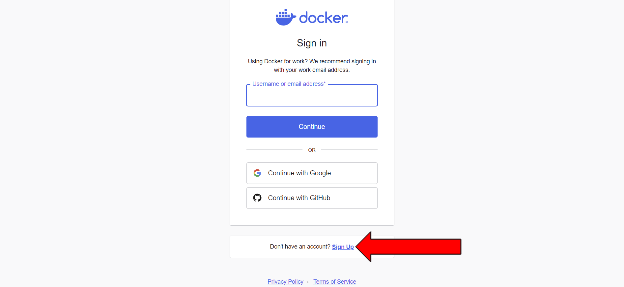 docker
Sign in
Using Docker for work? We recommend signing in
with your work email address.
Username or email address*
Continue
OR
Continue with Google
Continue with GitHub
Don't have an account? Sign Up
Privacy Policy · Terms of Service